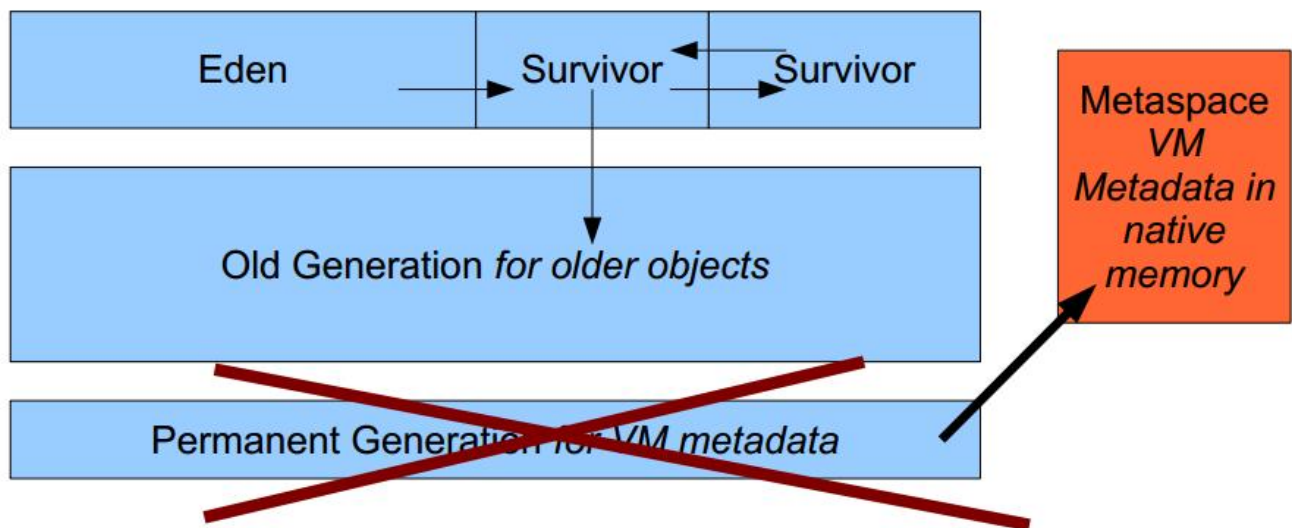 Eden
Survivor
Survivor
Metaspace
VM
Metadata in
native
memory
Old Generation for older objects
Permanent Generation for VM metadata